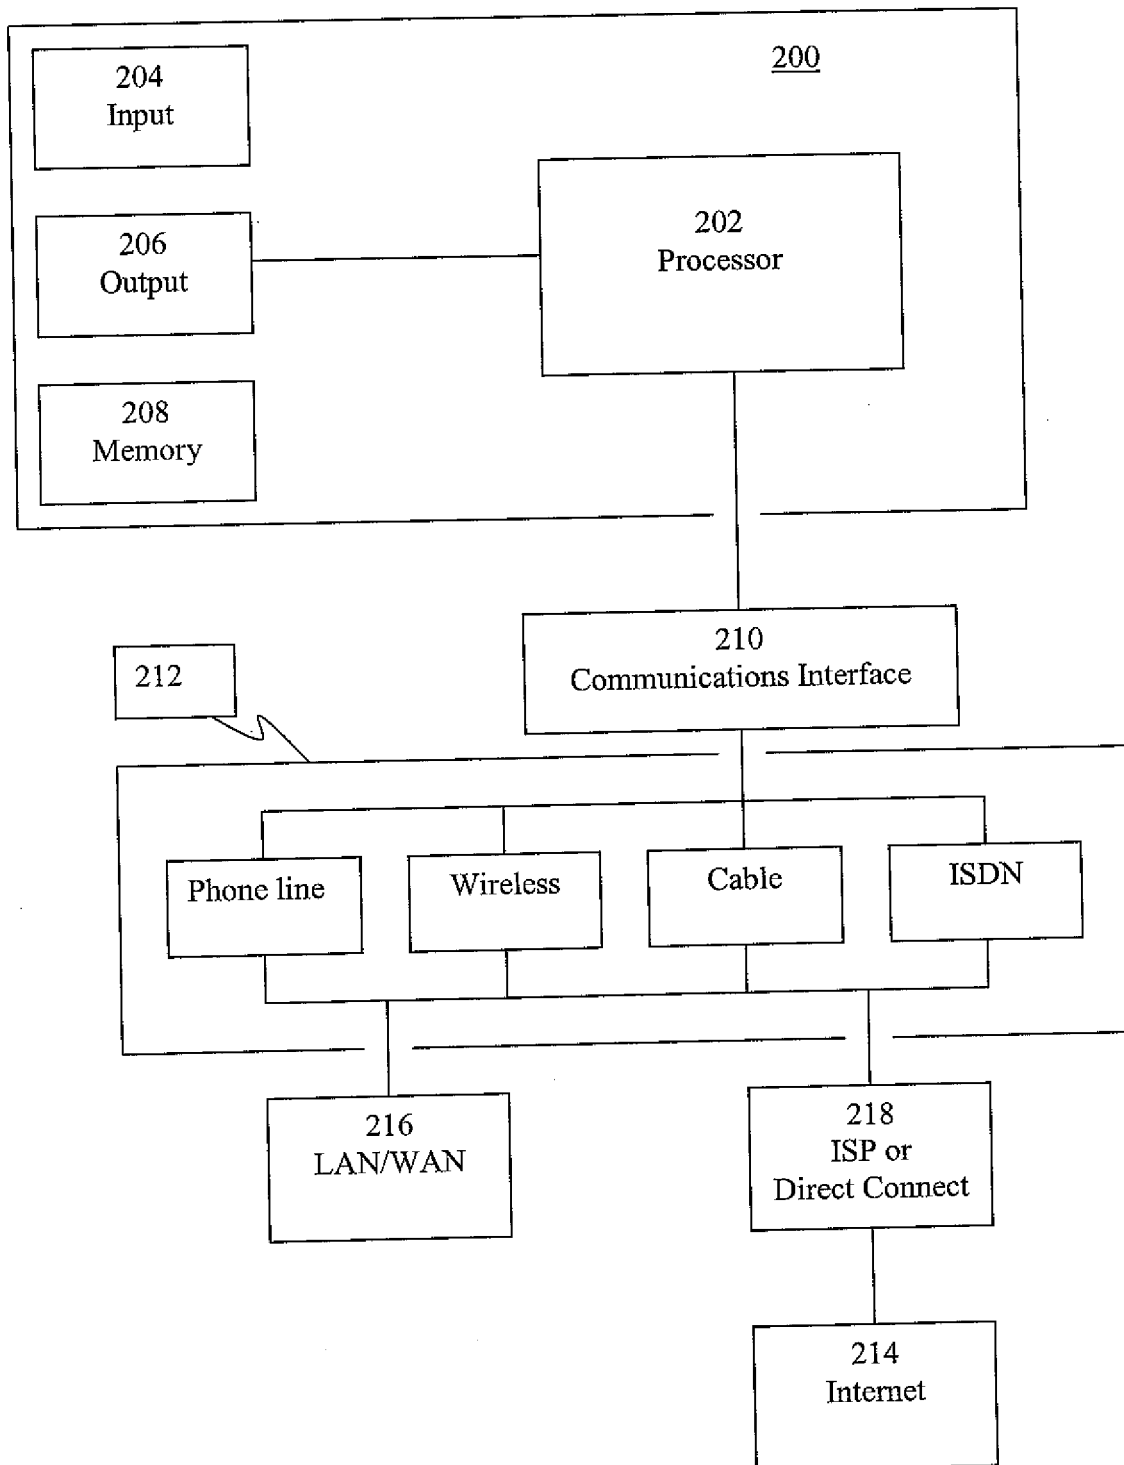 200
204
Input
202
Processor
206
Output
208
Memory
210
Communications Interface
212
Phone line
Wireless
Cable
ISDN
216
LAN/WAN
218
ISP or
Direct Connect
214
Internet